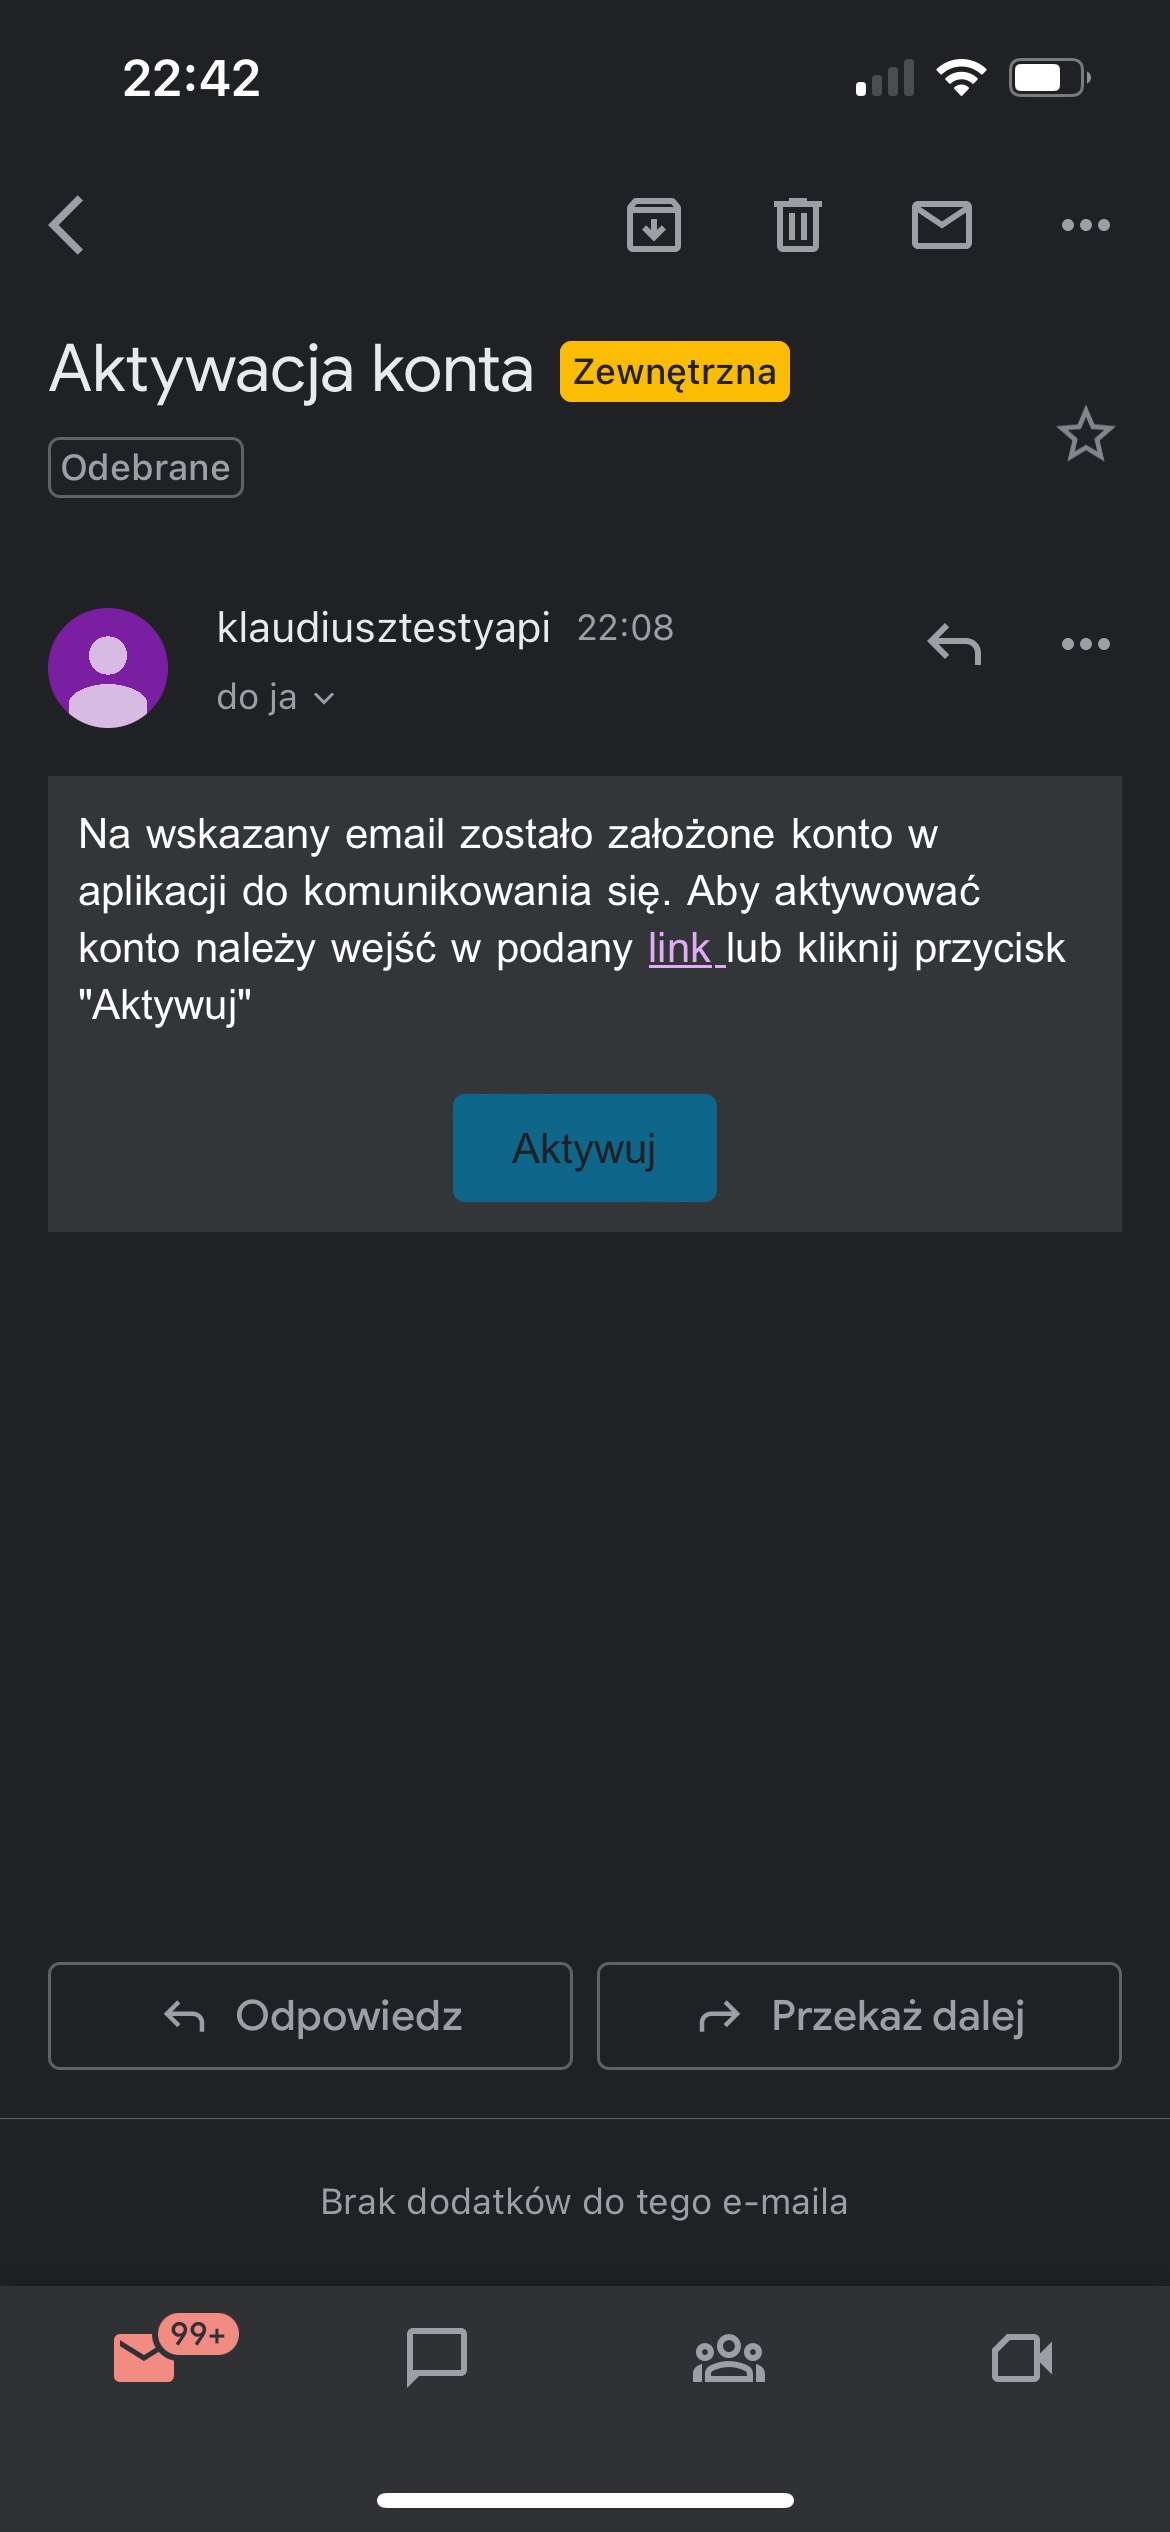 22:42
Aktywacja konta Zewnętrzna
Odebrane
klaudiusztestyapi 22:08
do ja
Na wskazany email zostało założone konto w
aplikacji do komunikowania się. Aby aktywować
konto należy wejść w podany link lub kliknij przycisk
"Aktywuj"
Aktywuj
Odpowiedz
Przekaż dalej
Brak dodatków do tego e-maila
99+